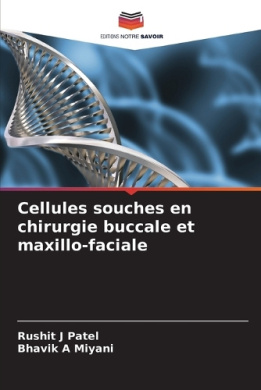 EDITIONS NOTRE SAVOIR
Cellules souches en
chirurgie buccale et
maxillo-faciale
Rushit J Patel
Bhavik A Miyani